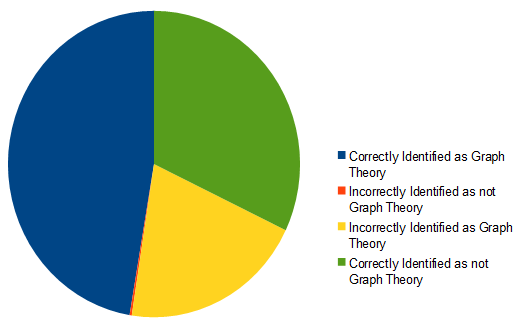 Correctly Identified as Graph
Theory
Incorrectly Identified as not
Graph Theory
Incorrectly Identified as Graph
Theory
Correctly Identified as not
Graph Theory